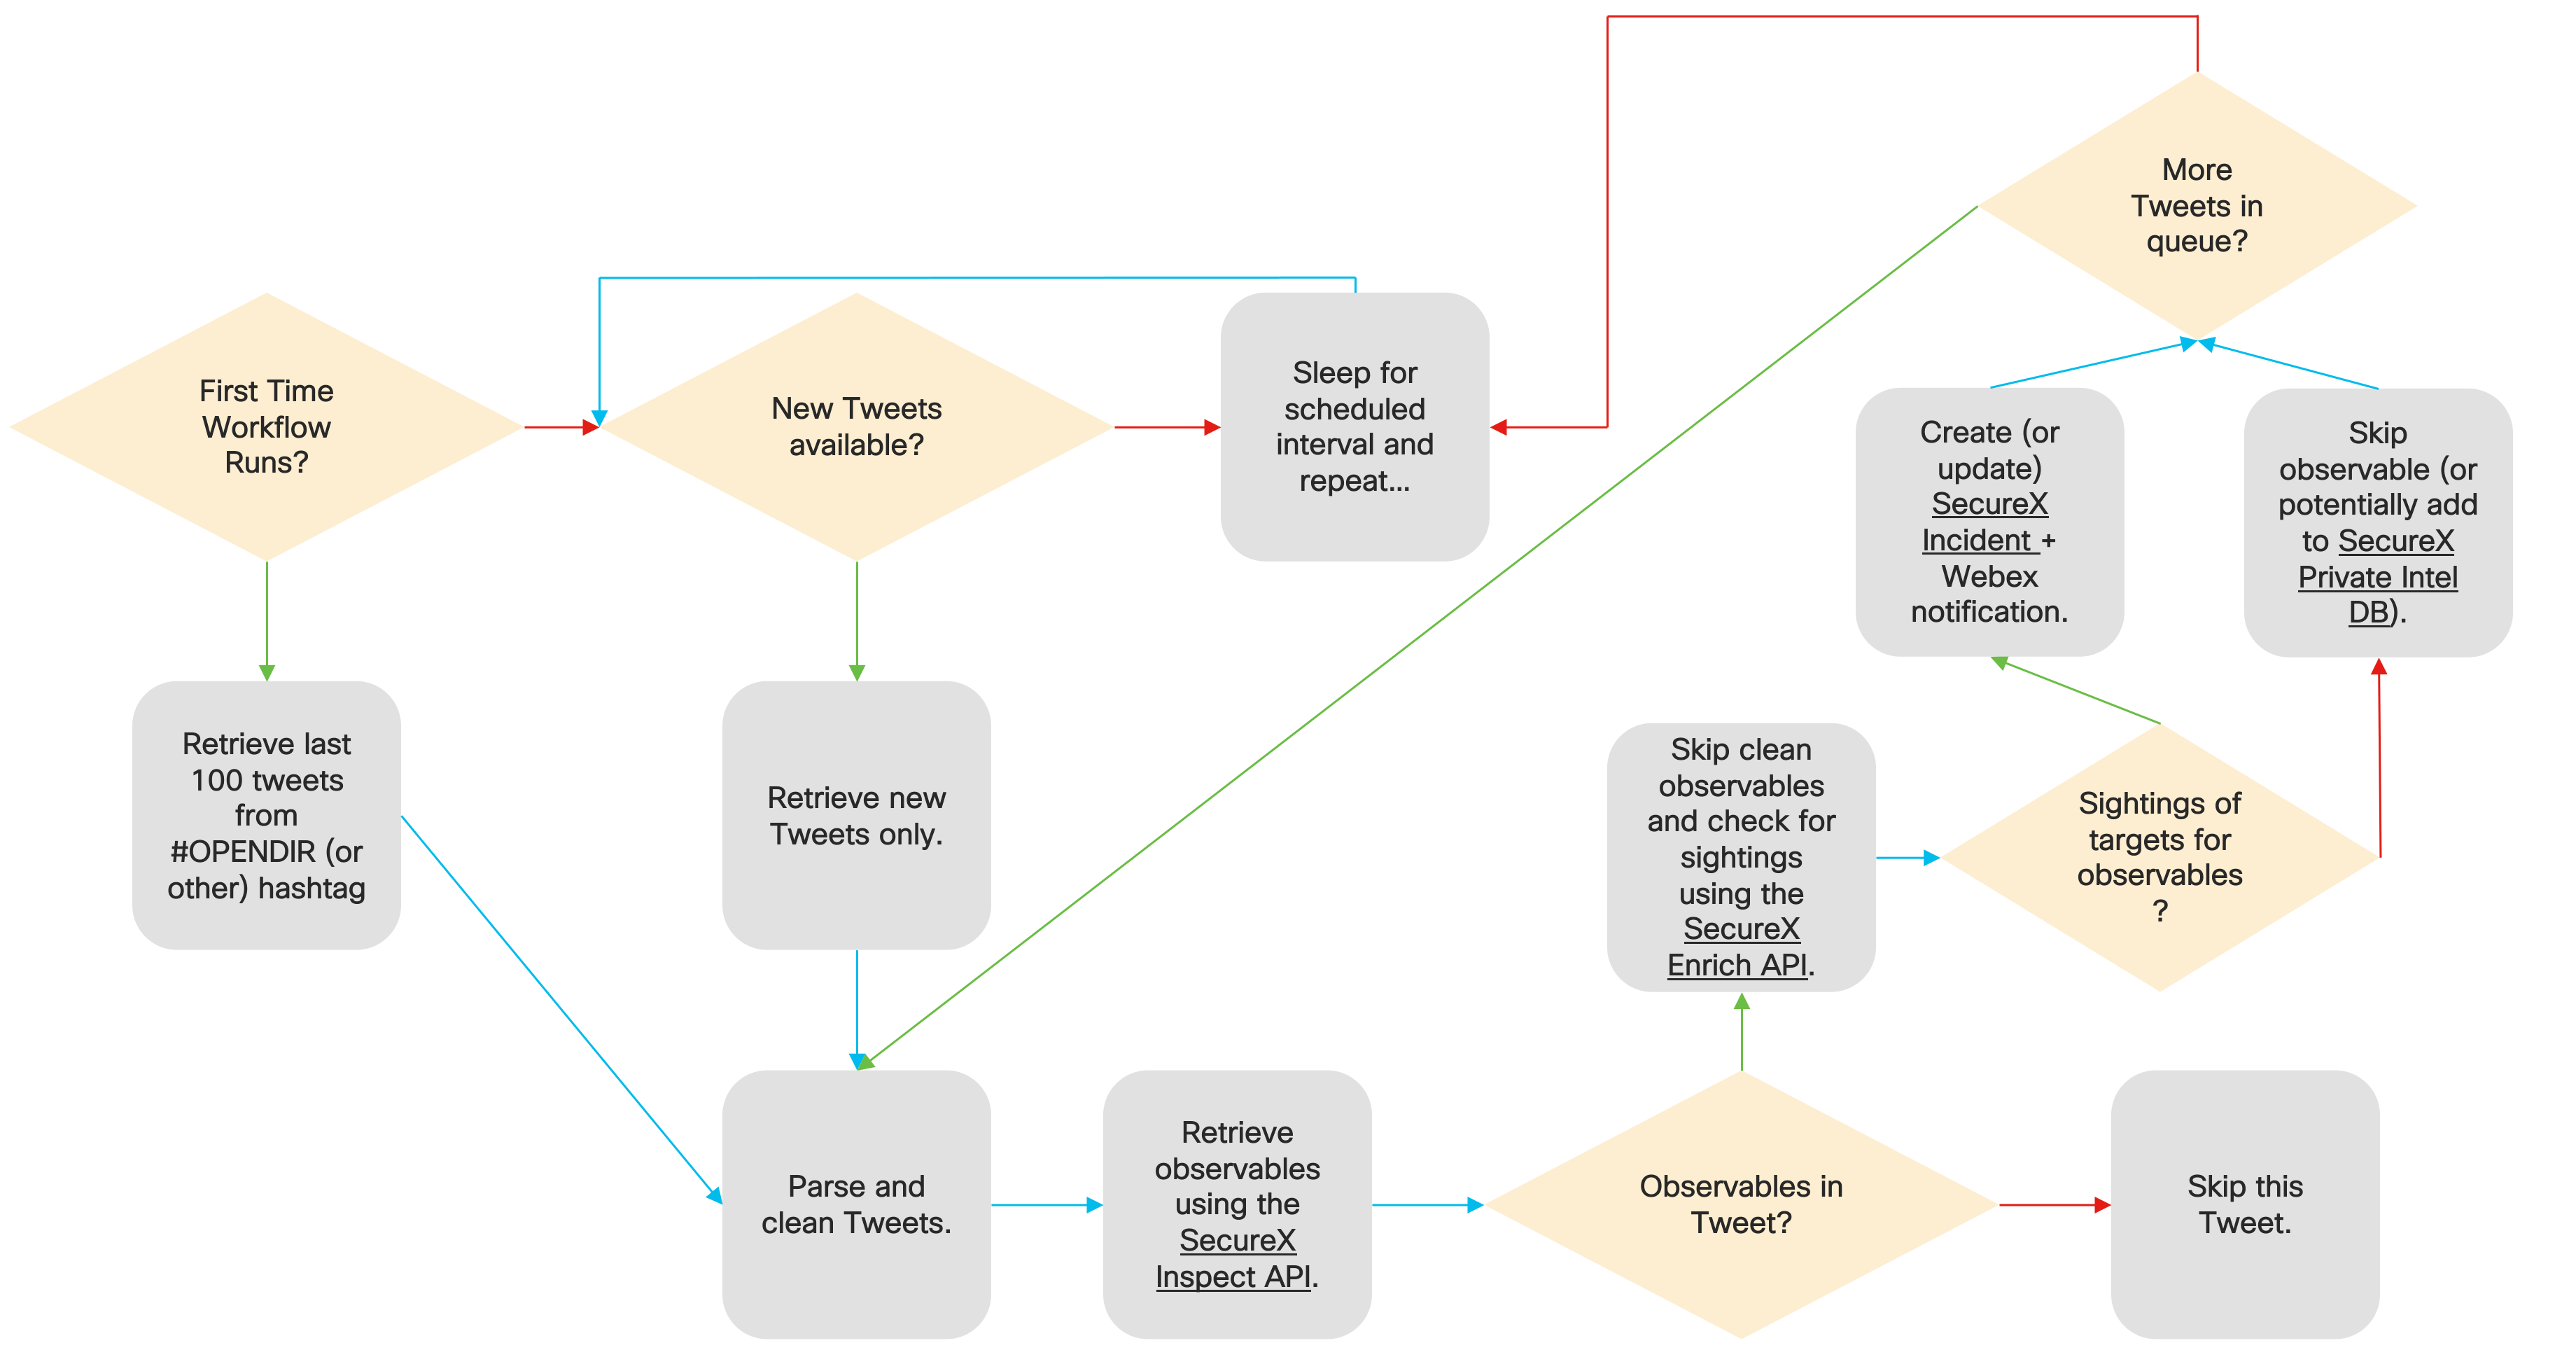 First Time
Workflow
Runs?
New Tweets
available?
Sleep for
scheduled
interval and
repeat...
More
Tweets in
queue?
Create (or
update)
SecureX
Incident +
Webex
notification.
Skip
observable (or
potentially add
to SecureX
Private Intel
DB).
Retrieve last
100 tweets
from
#OPENDIR (or
other) hashtag
Retrieve new
Tweets only.
Skip clean
observables
and check for
sightings
using the
SecureX
Enrich API.
Sightings of
targets for
observables
?
Parse and
clean Tweets.
Retrieve
observables
using the
SecureX
Inspect API.
Observables in
Tweet?
Skip this
Tweet.